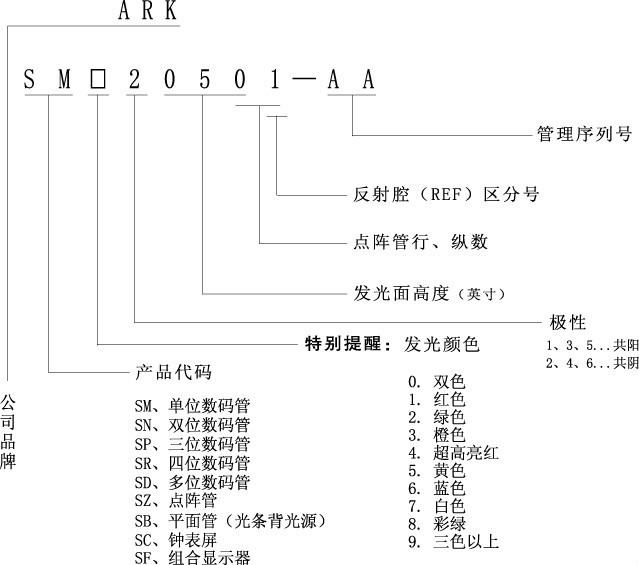 ARK
SM□20501—AA
管理序列号
反射腔（REF）区分号
点阵管行、纵数
发光面高度（英寸）
极性
1、3、5...共阳
2、4、6...共阴
特别提醒：发光颜色
产品代码
公司品牌
SM、单位数码管
SN、双位数码管
SP、三位数码管
SR、四位数码管
SD、多位数码管
SZ、点阵管
SB、平面管（光条背光源）
SC、钟表屏
SF、组合显示器
0. 双色
1. 红色
2. 绿色
3. 橙色
4. 超高亮红
5. 黄色
6. 蓝色
7. 白色
8. 彩绿
9. 三色以上